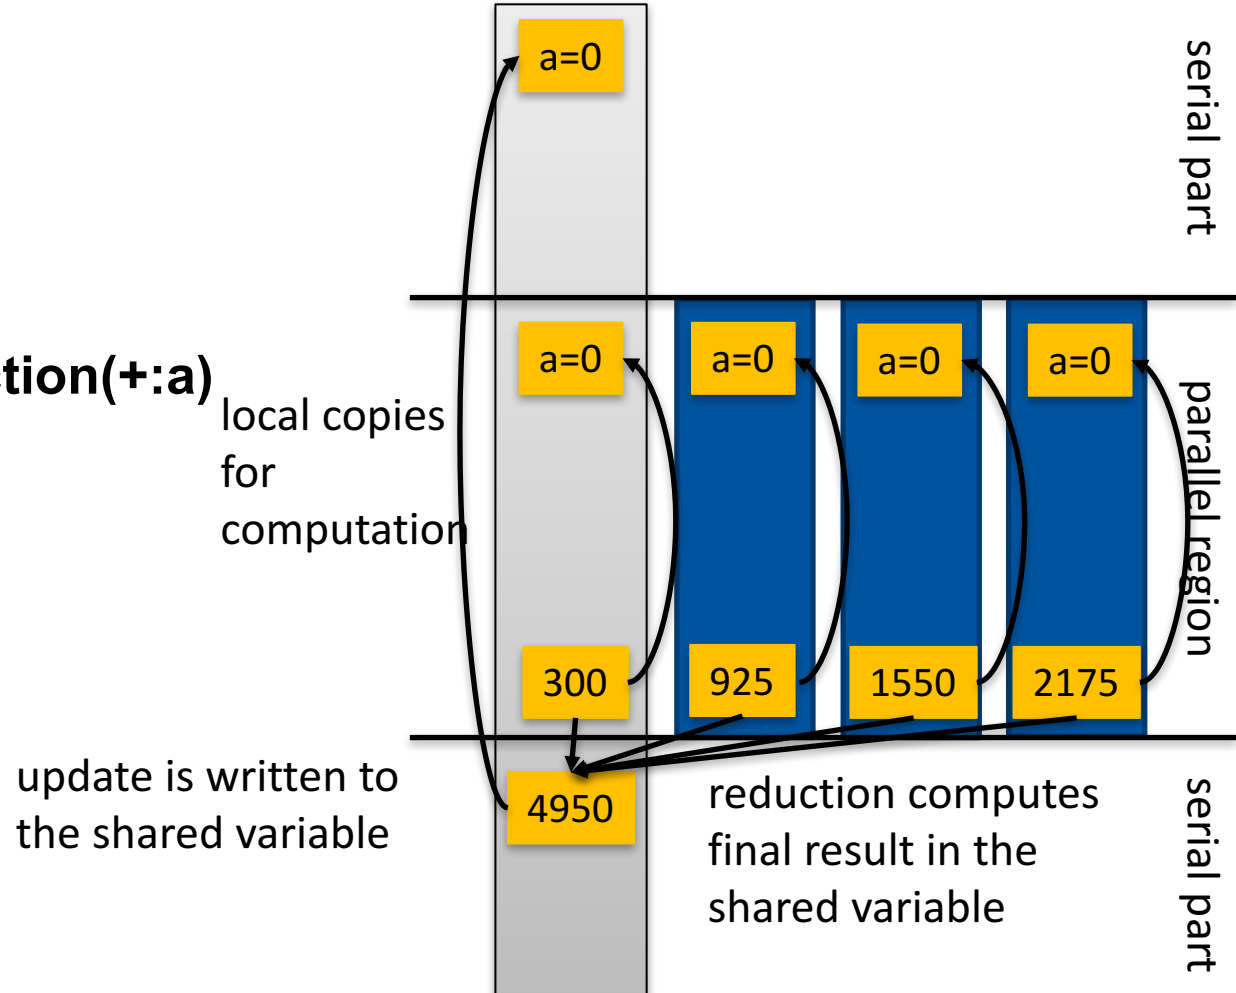 a=0
serial part
a=0
a=0
a=0
a=0
tion(+:a)
local copies
for
computation
parallel region
300
925
1550
2175
update is written to
the shared variable
4950
reduction computes
final result in the
shared variable
serial part